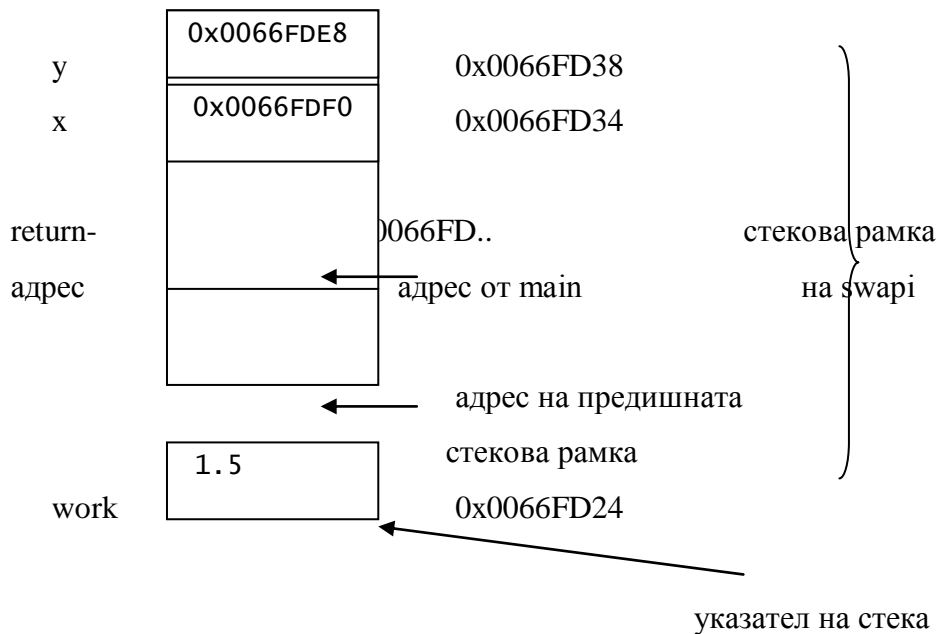 0x0066FDE8
y 0x0066FD38
0x0066FDF0
x 0x0066FD34
return- 0066FD.. стекова рамка
адрес адрес от main на swapi
адрес на предишната
1.5 стекова рамка
work 0x0066FD24
указател на стека